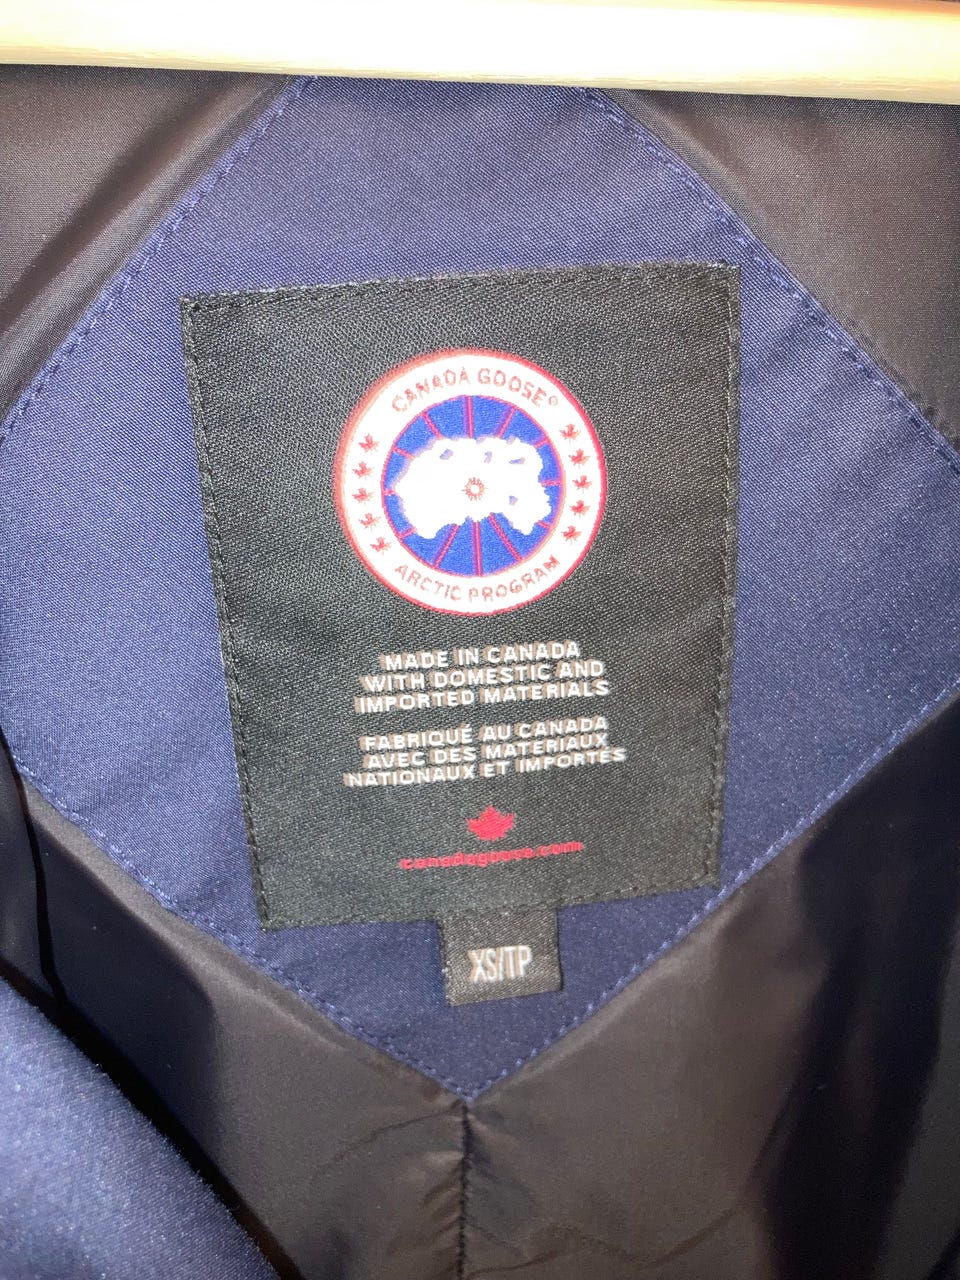 CANADA GOOSE®
ARCTIC PROGRAM
MADE IN CANADA
WITH DOMESTIC AND
IMPORTED MATERIALS
FABRIQUÉ AU CANADA
AVEC DES MATERIAUX
NATIONAUX ET IMPORTÉS
canadagoose.com
XS/TP